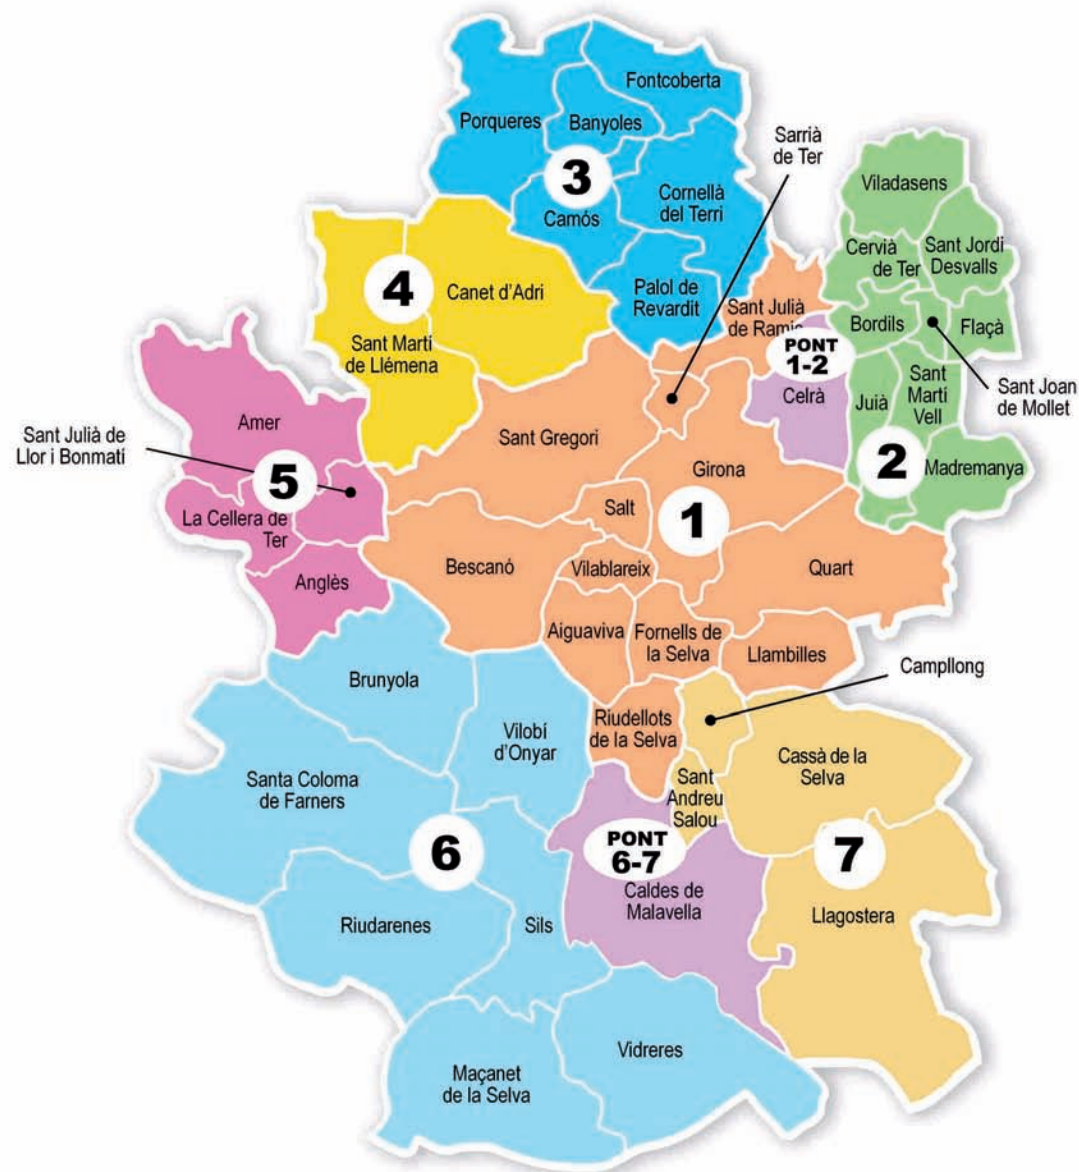 Fontcoberta
Porqueres
Banyoles
Sarrià
de Ter
3
Viladasens
Cornellà
del Terri
Camós
Cervià
de Ter
Sant Jordi
Desvalls
4
Canet d'Adri
Palol de
Revardit
Sant Julià
de Ramis
Bordils
Flaçà
Sant Martí
de Llémena
PONT
1-2
Celrà
Sant
Martí
Vell
Sant Joan
de Mollet
Juià
Amer
Sant Julià de
Llor i Bonmatí
Sant Gregori
Girona
2
Madremanya
5
La Cellera de
Ter
Salt
1
Anglès
Bescanó
Vilablareix
Quart
Aiguaviva
Fornells de
la Selva
Llambilles
Campllong
Brunyola
Vilobí
d'Onyar
Riudellots
de la Selva
Cassà de la
Selva
Santa Coloma
de Farners
Sant
Andreu
Salou
6
PONT
6-7
7
Caldes de
Malavella
Llagostera
Riudarenes
Sils
Vidreres
Maçanet
de la Selva